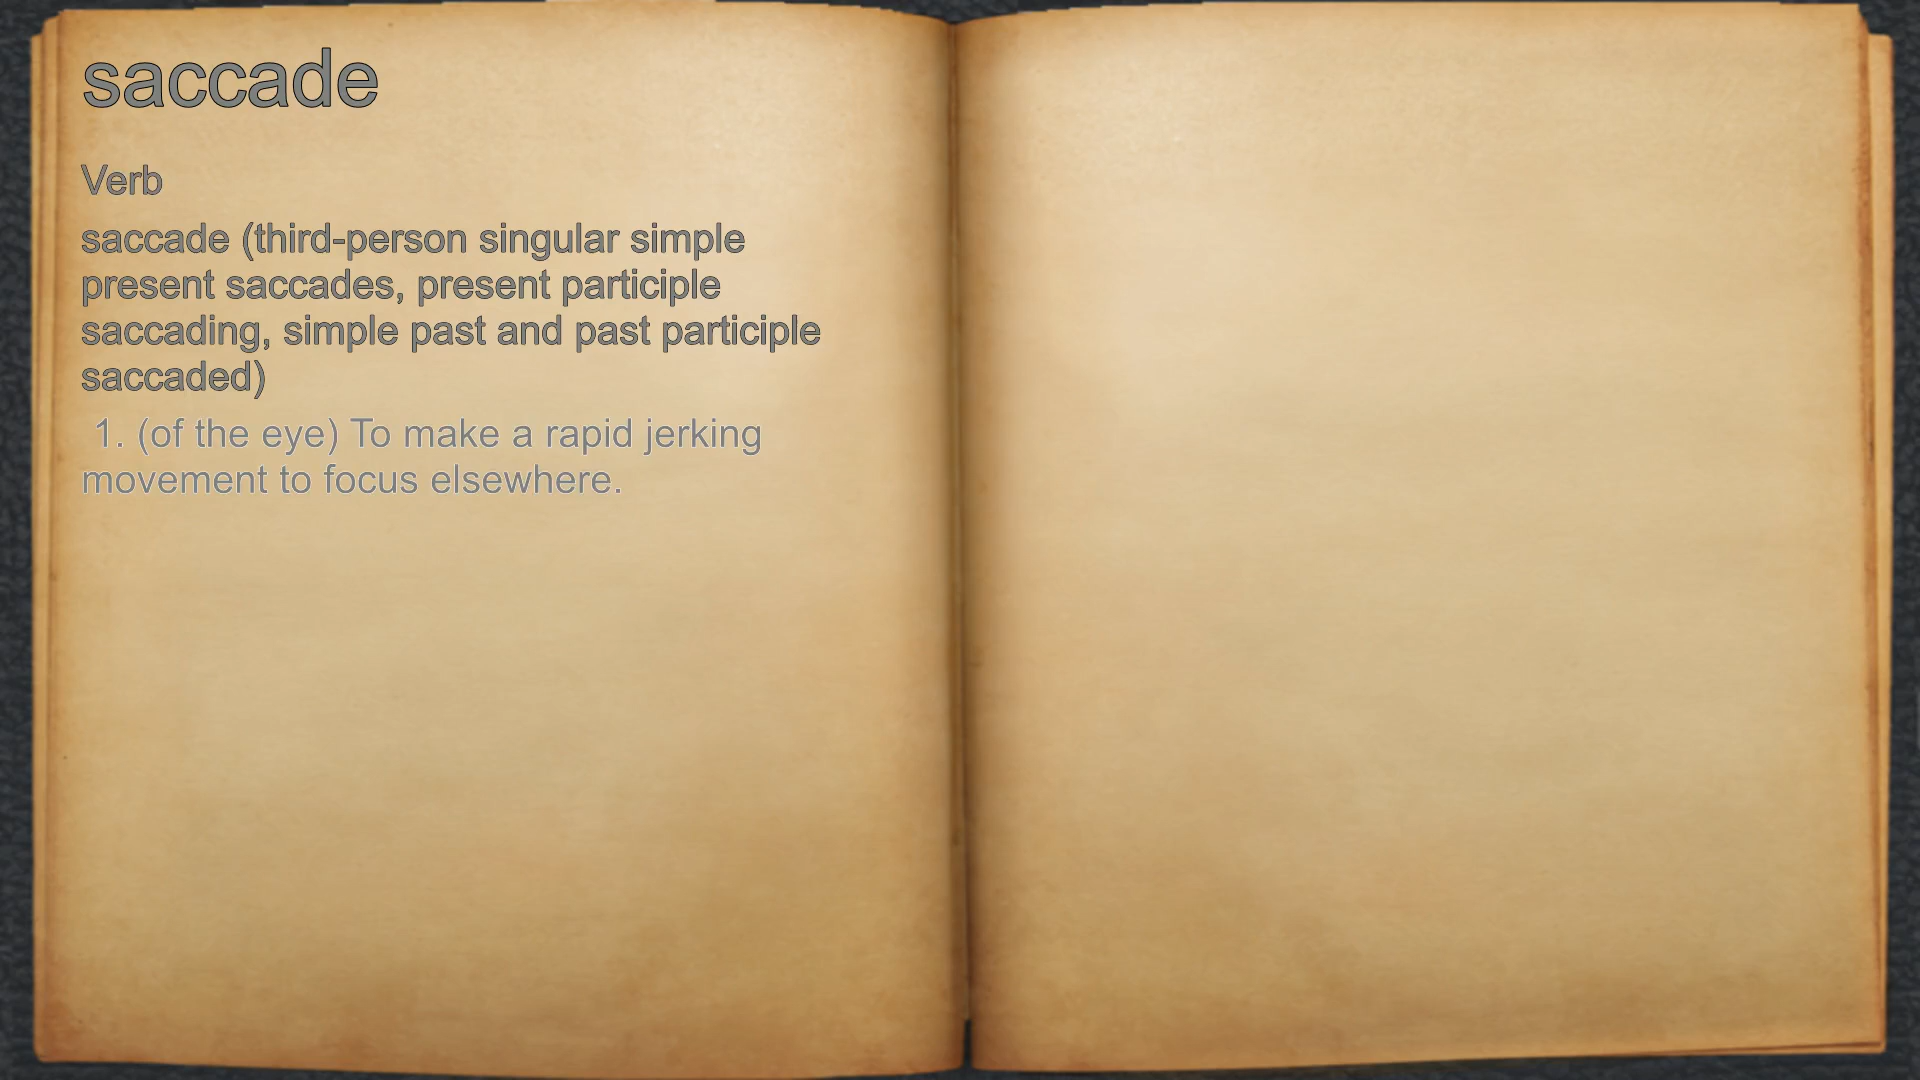 saccade
Verb
saccade (third-person singular simple
present saccades, present participle
saccading, simple past and past participle
saccaded)
1. (of the eye) To make a rapid jerking
movement to focus elsewhere.